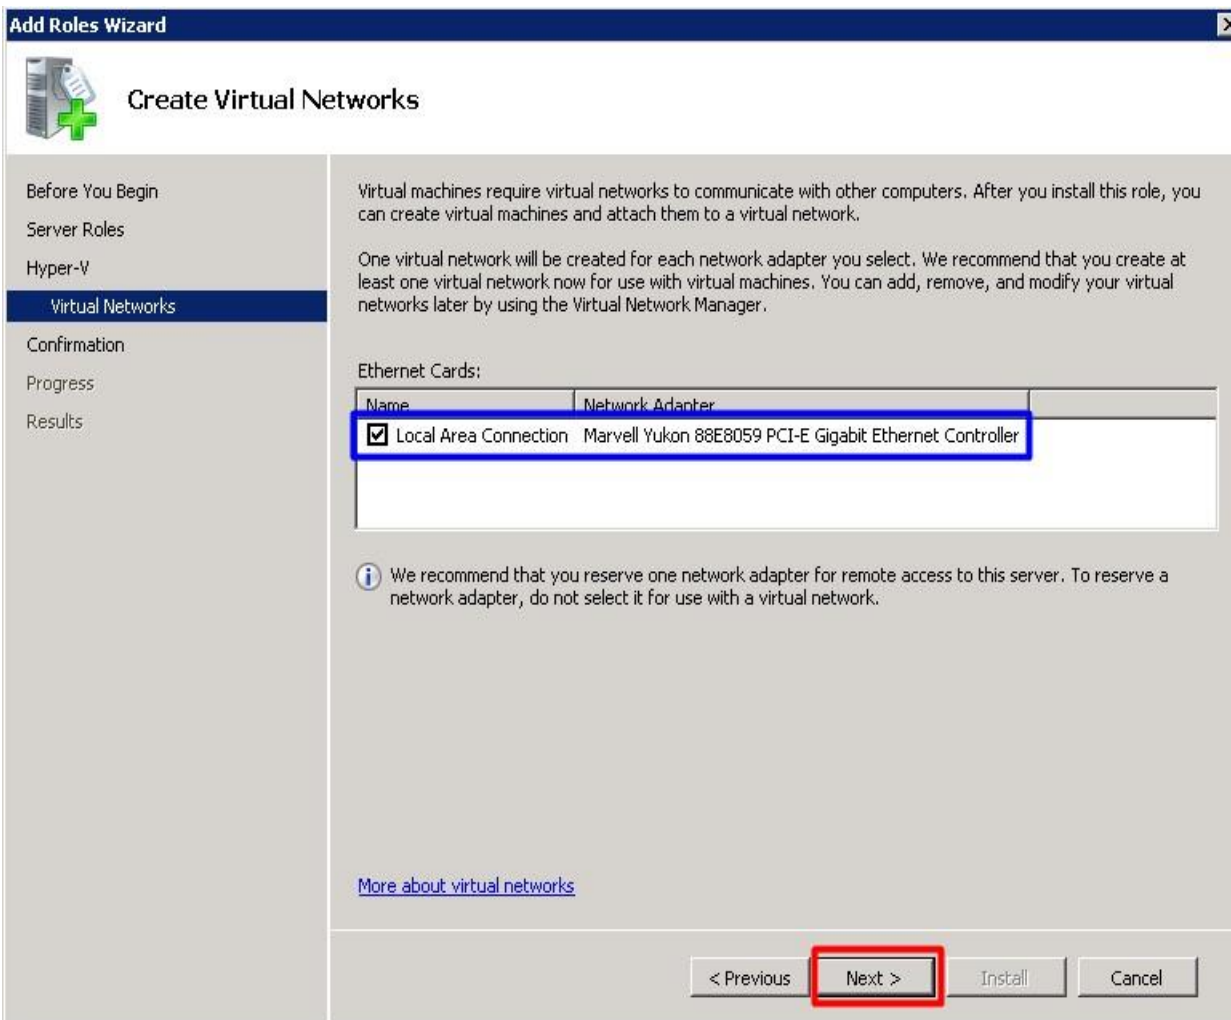 Add Roles Wizard
Create Virtual Networks
Before You Begin
Server Roles
Hyper-V
Virtual Networks
Confirmation
Progress
Results
Virtual machines require virtual networks to communicate with other computers. After you install this role, you
can create virtual machines and attach them to a virtual network.
One virtual network will be created for each network adapter you select. We recommend that you create at
least one virtual network now for use with virtual machines. You can add, remove, and modify your virtual
networks later by using the Virtual Network Manager.
Ethernet Cards:
Name Network Adapter
Local Area Connection Marvell Yukon 88E8059 PCI-E Gigabit Ethernet Controller
We recommend that you reserve one network adapter for remote access to this server. To reserve a
network adapter, do not select it for use with a virtual network.
More about virtual networks
< Previous Next > Install Cancel